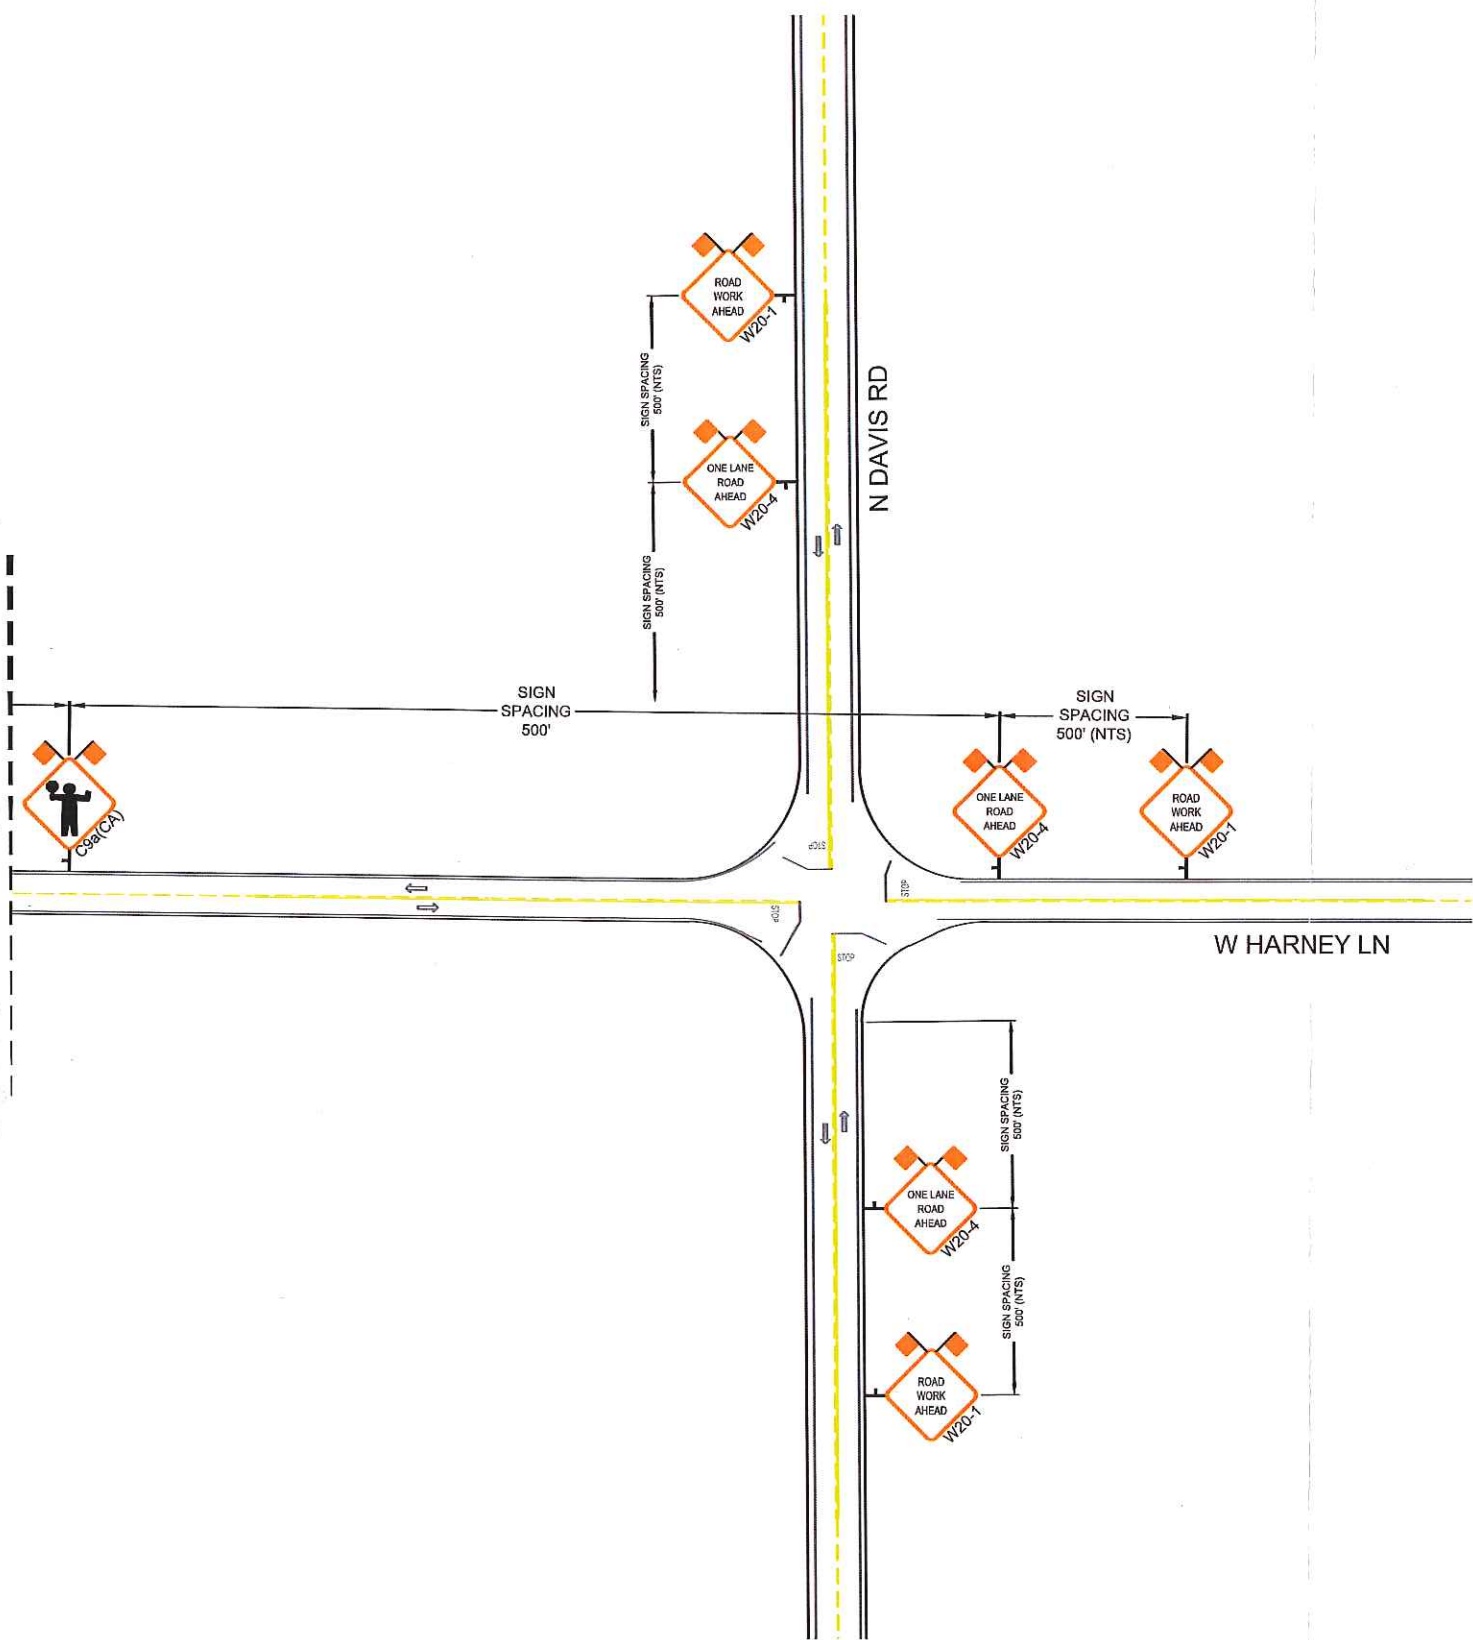 ROAD
WORK
AHEAD
W20-1
SIGN SPACING
500' (NTS)
N DAVIS RD
ONE LANE
ROAD
AHEAD
W20-4
SIGN SPACING
500' (NTS)
SIGN
SPACING
500'
SIGN
SPACING
500' (NTS)
C9a(CA)
ONE LANE
ROAD
AHEAD
W20-4
ROAD
WORK
AHEAD
W20-1
STOP
STOP
STOP
STOP
W HARNEY LN
SIGN SPACING
500' (NTS)
ONE LANE
ROAD
AHEAD
W20-4
SIGN SPACING
500' (NTS)
ROAD
WORK
AHEAD
W20-1